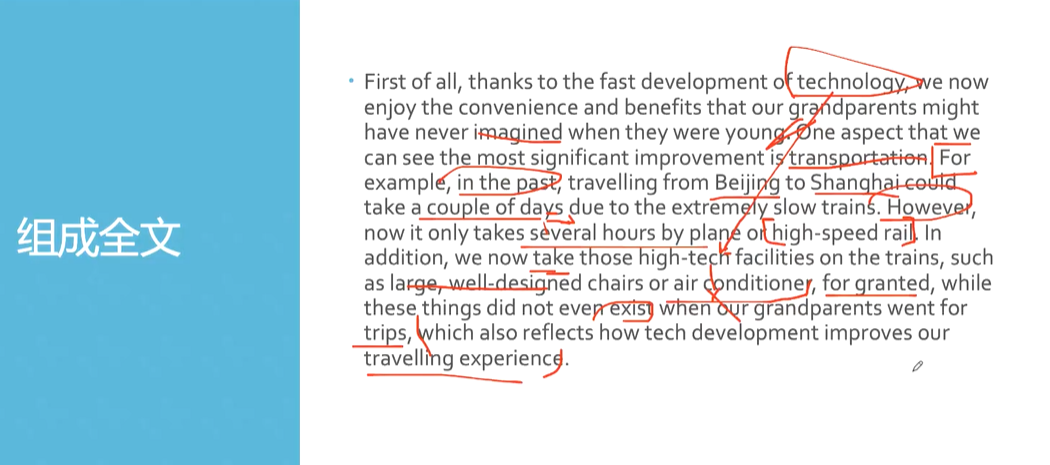 组成全文
• First of all, thanks to the fast development of technology, we now
enjoy the convenience and benefits that our grandparents might
have never imagined when they were young. One aspect that we
can see the most significant improvement is transportation. For
example, in the past, travelling from Beijing to Shanghai could
take a couple of days due to the extremely slow trains. However,
now it only takes several hours by plane or high-speed rail. In
addition, we now take those high-tech facilities on the trains, such
as large, well-designed chairs or air conditioner, for granted, while
these things did not even exist when our grandparents went for
trips, which also reflects how tech development improves our
travelling experience.